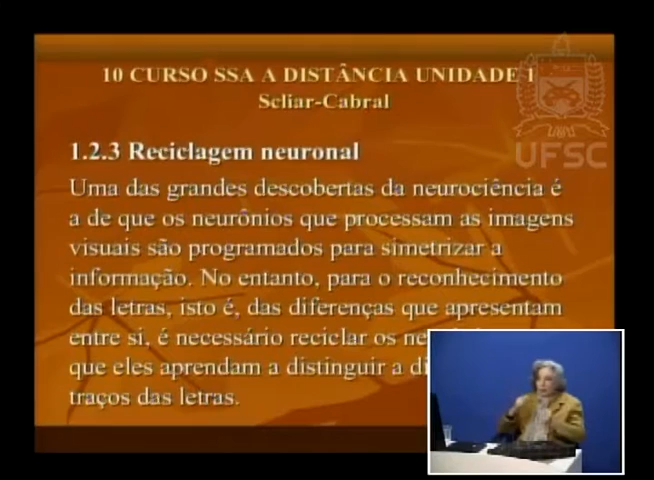 10 CURSO SSA A DISTÂNCIA UNIDADE 1
Scliar-Cabral
UFSC
1.2.3 Reciclagem neuronal
Uma das grandes descobertas da neurociência é
a de que os neurônios que processam as imagens
visuais são programados para simetrizar a
informação. No entanto, para o reconhecimento
das letras, isto é, das diferenças que apresentam
entre si, é necessário reciclar os
que eles aprendam a distinguir a
traços das letras.